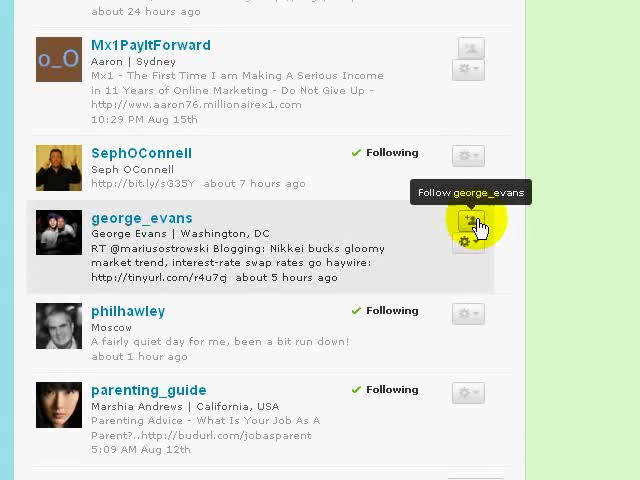 about 24 hours ago
Mx1PayItForward
Aaron | Sydney
Mx1 - The First Time I am Making A Serious Income
in 11 Years of Online Marketing - Do Not Give Up -
http://www.aaron76.millionairex1.com
10:29 PM Aug 15th
o_O
SephOConnell
Following
Seph OConnell
http://bit.ly/sG35Y about 7 hours ago
Follow george_evans
george_evans
George Evans | Washington, DC
RT @mariusostrowski Blogging: Nikkei bucks gloomy
market trend, interest-rate swap rates go haywire:
http://tinyurl.com/r4u7cj about 5 hours ago
philhawley
Following
Moscow
A fairly quiet day for me, been a bit run down!
about 1 hour ago
parenting_guide
Following
Marshia Andrews | California, USA
Parenting Advice - What Is Your Job As A
Parent?..http://budurl.com/jobasparent
5:09 AM Aug 12th